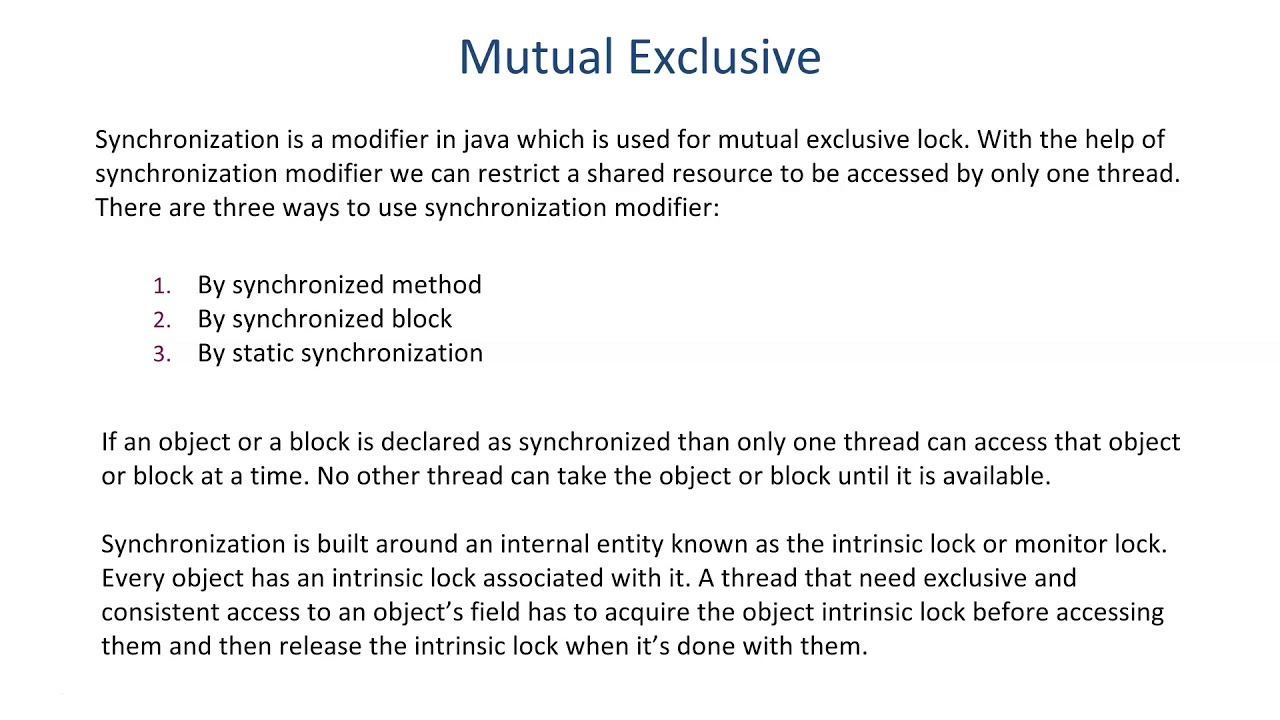 Mutual Exclusive
Synchronization is a modifier in java which is used for mutual exclusive lock. With the help of
synchronization modifier we can restrict a shared resource to be accessed by only one thread.
There are three ways to use synchronization modifier:
1. By synchronized method
2. By synchronized block
3. By static synchronization
If an object or a block is declared as synchronized than only one thread can access that object
or block at a time. No other thread can take the object or block until it is available.
Synchronization is built around an internal entity known as the intrinsic lock or monitor lock.
Every object has an intrinsic lock associated with it. A thread that need exclusive and
consistent access to an object’s field has to acquire the object intrinsic lock before accessing
them and then release the intrinsic lock when it’s done with them.